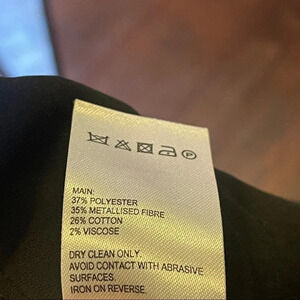 P
MAIN:
37% POLYESTER
35% METALLISED FIBRE
26% COTTON
2% VISCOSE
DRY CLEAN ONLY.
AVOID CONTACT WITH ABRASIVE
SURFACES.
IRON ON REVERSE